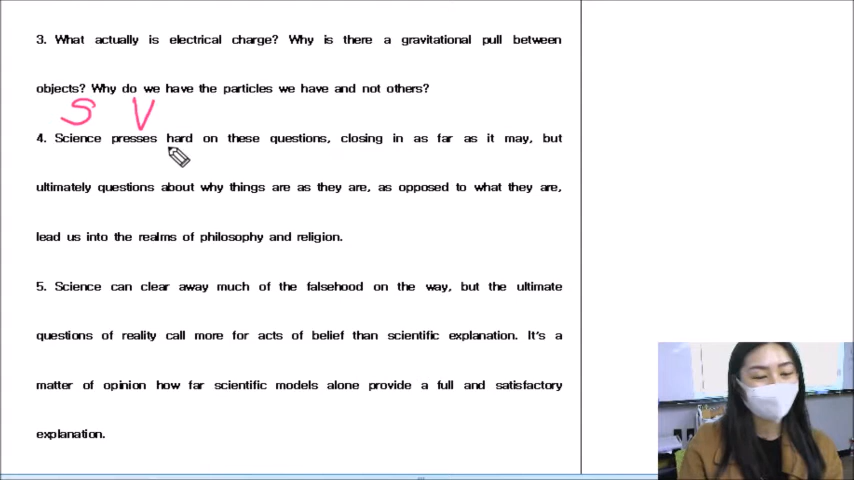 3. What actually is electrical charge? Why is there a gravitational pull between
objects? Why do we have the particles we have and not others?
S V
4. Science presses hard on these questions, closing in as far as it may, but
ultimately questions about why things are as they are, as opposed to what they are,
lead us into the realms of philosophy and religion.
5. Science can clear away much of the falsehood on the way, but the ultimate
questions of reality call more for acts of belief than scientific explanation. It's a
matter of opinion how far scientific models alone provide a full and satisfactory
explanation.